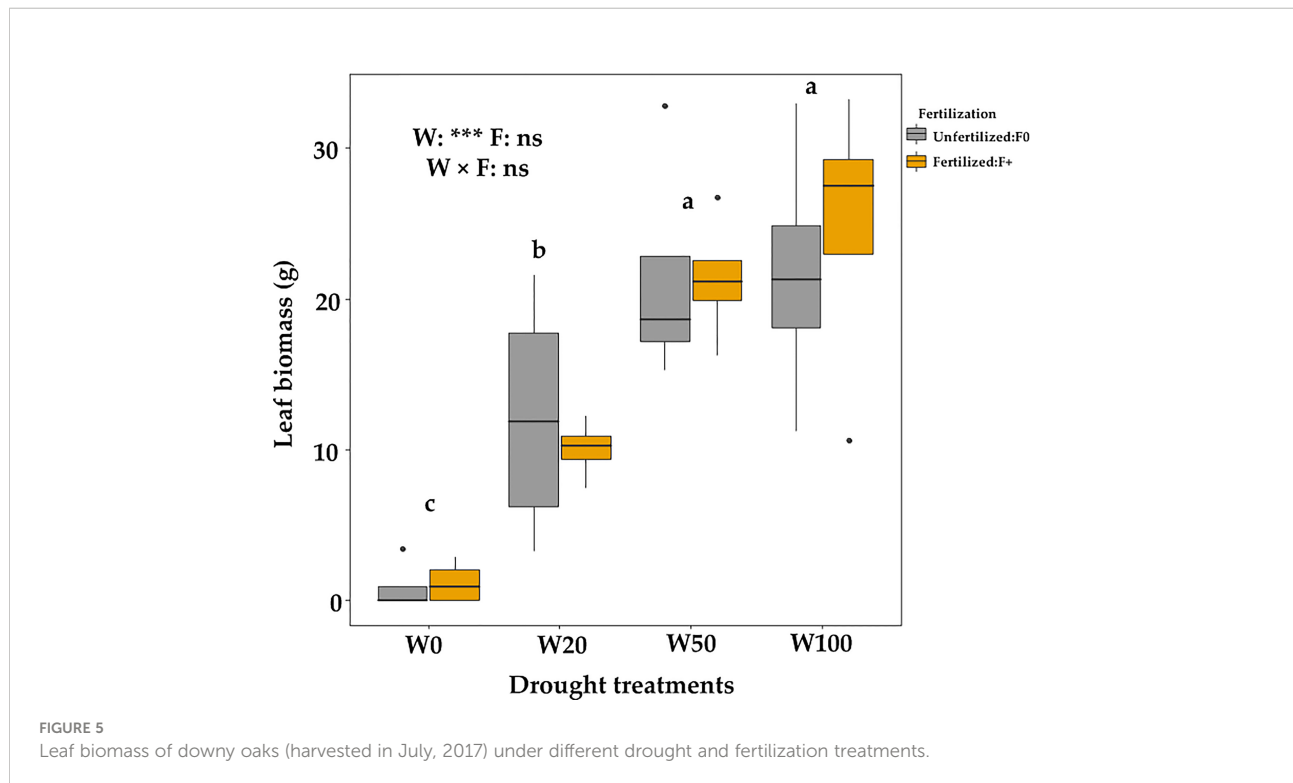 a
Fertilization
Unfertilized:F0
Fertilized:F+
W: *** F: ns
W × F: ns
30
a
b
20
Leaf biomass (g)
10
c
0
W0 W20 W50 W100
Drought treatments
FIGURE 5
Leaf biomass of downy oaks (harvested in July, 2017) under different drought and fertilization treatments.